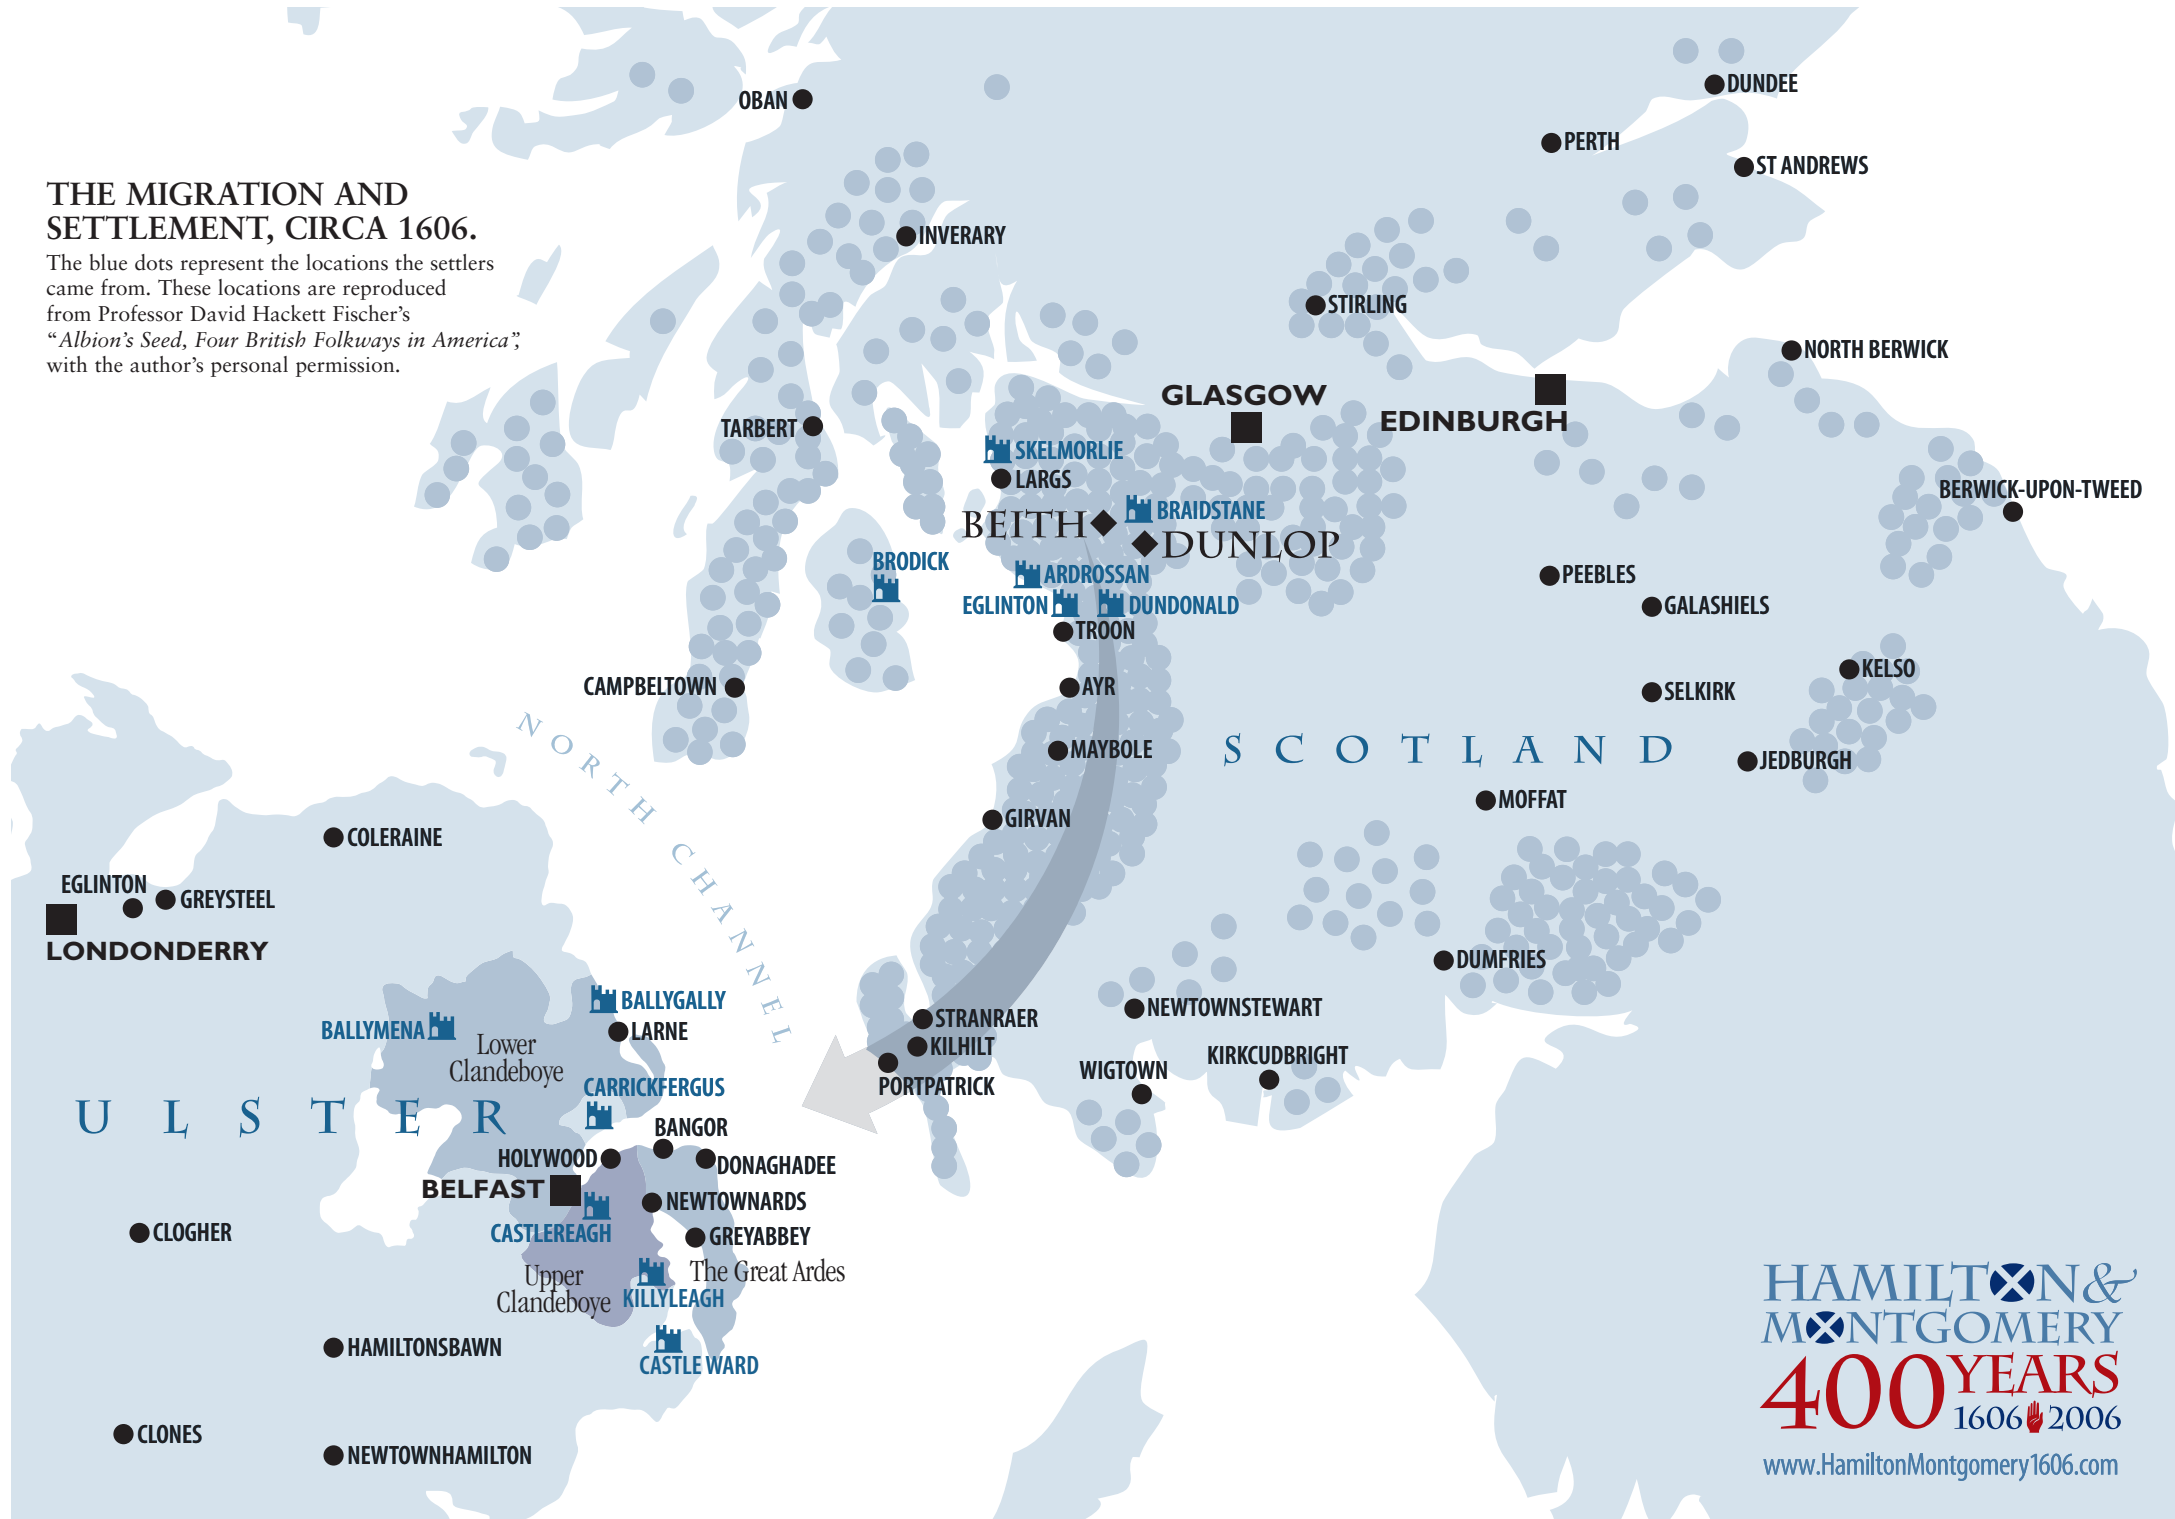 THE MIGRATION AND
SETTLEMENT, CIRCA 1606.
The blue dots represent the locations the settlers
came from. These locations are reproduced
from Professor David Hackett Fischer's
“Albion's Seed, Four British Folkways in America”,
with the author's personal permission.
OBAN
DUNDEE
PERTH
ST ANDREWS
INVERARY
STIRLING
NORTH BERWICK
GLASGOW
EDINBURGH
TARBERT
SKELMORLIE
LARGS
BERWICK-UPON-TWEED
BRAIDSTANE
BEITH
DUNLOP
BRODICK
ARDROSSAN
PEEBLES
EGLINTON
DUNDONALD
GALASHIELS
TROON
KELSO
CAMPBELTOWN
AYR
SELKIRK
NORTH CHANNEL
MAYBOLE
SCOTLAND
JEDBURGH
MOFFAT
GIRVAN
COLERAINE
EGLINTON
GREYSTEEL
LONDONDERRY
DUMFRIES
BALLYGALLY
NEWTOWNSTEWART
STRANRAER
BALLYMENA
LARNE
Lower
Clandeboye
KILHILT
KIRKCUDBRIGHT
WIGTOWN
PORTPATRICK
CARRICKFERGUS
ULSTER
BANGOR
HOLYWOOD
DONAGHADEE
BELFAST
NEWTOWNARDS
CASTLEREAGH
CLOGHER
GREYABBEY
The Great Ardes
Upper
Clandeboye
KILLYLEAGH
HAMILTONSBAWN
CASTLE WARD
CLONES
NEWTOWNHAMILTON
HAMILTON&
MONTGOMERY
400 YEARS
1606 2006
www.HamiltonMontgomery1606.com